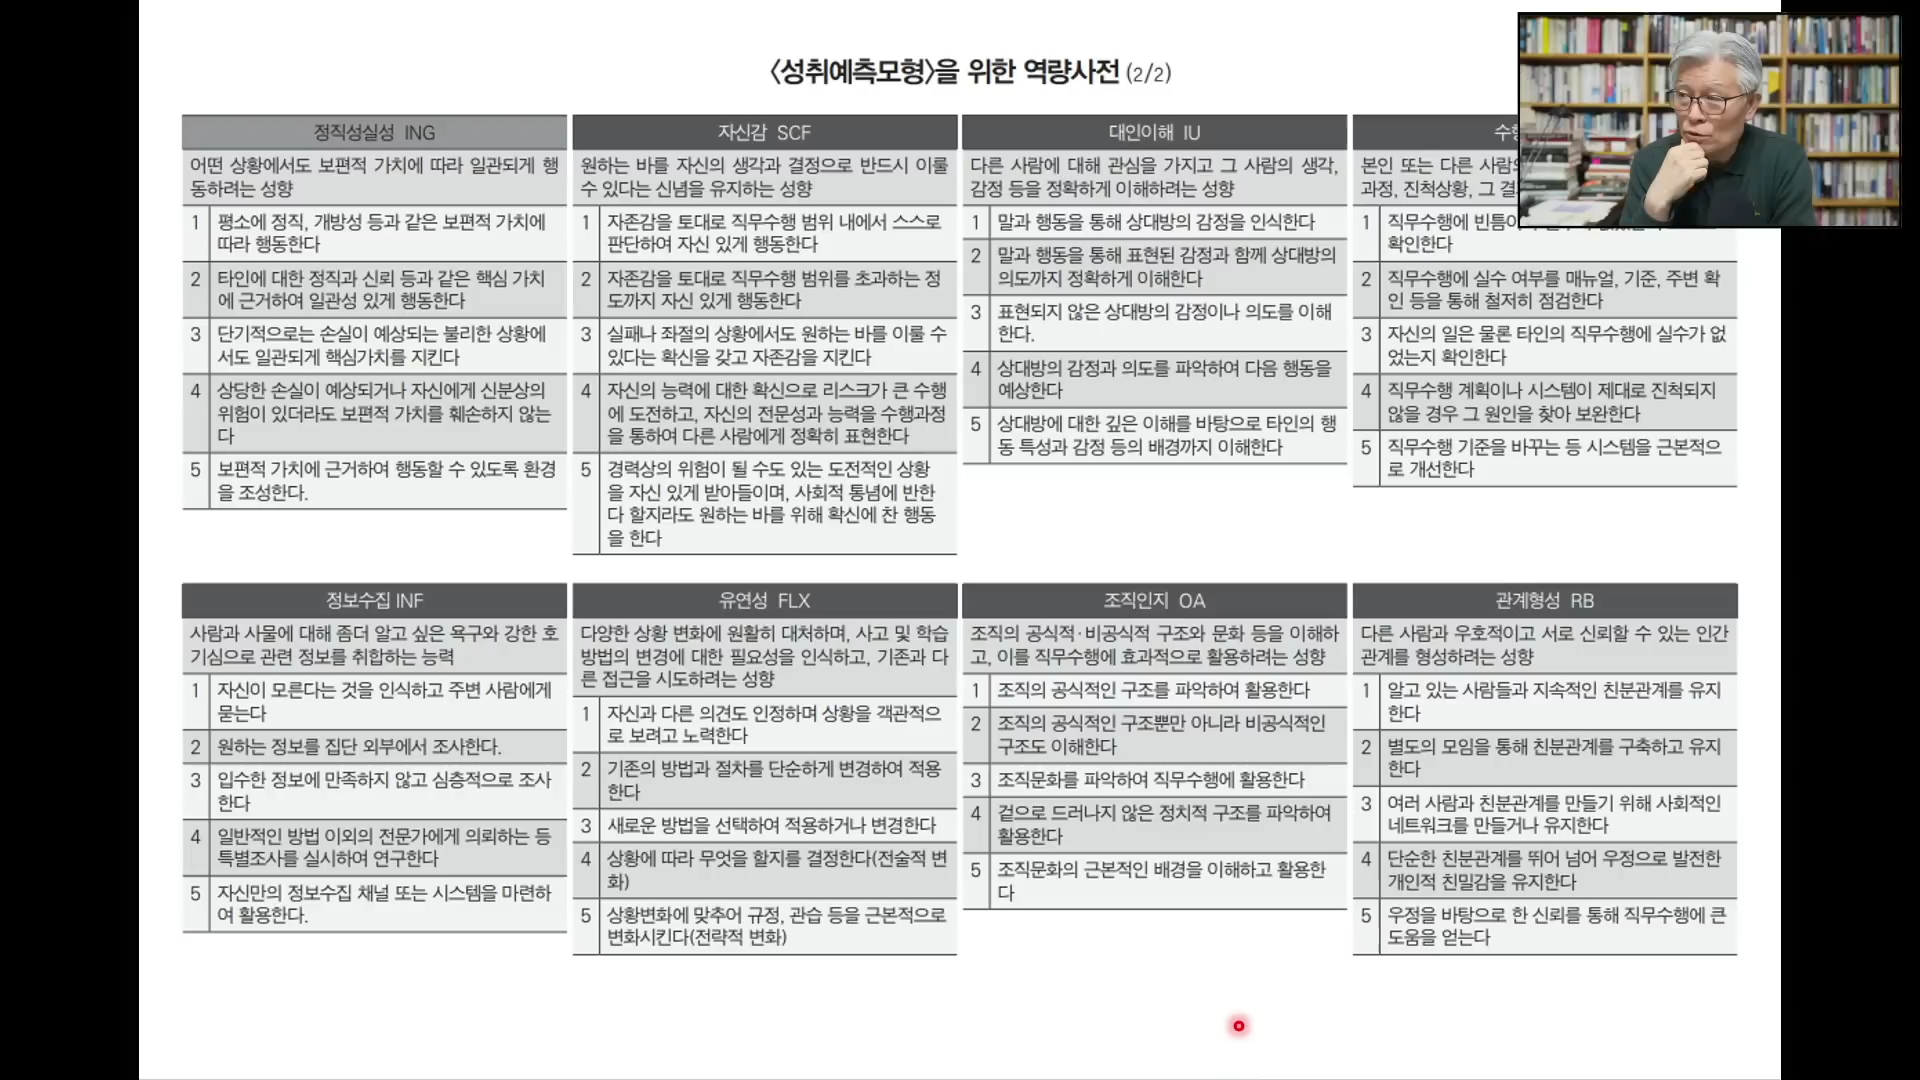 〈성취예측모형〉을 위한 역량사전 (2/2)
정직성실성 ING
어떤 상황에서도 보편적 가치에 따라 일관되게 행
동하려는 성향
1 평소에 정직, 개방성 등과 같은 보편적 가치에
따라 행동한다
2 타인에 대한 정직과 신뢰 등과 같은 핵심 가치
에 근거하여 일관성 있게 행동한다
3 단기적으로는 손실이 예상되는 불리한 상황에
서도 일관되게 핵심가치를 지킨다
4 상당한 손실이 예상되거나 자신에게 신분상의
위험이 있더라도 보편적 가치를 훼손하지 않는
다
5 보편적 가치에 근거하여 행동할 수 있도록 환경
을 조성한다.
자신감 SCF
원하는 바를 자신의 생각과 결정으로 반드시 이룰
수 있다는 신념을 유지하는 성향
1 자존감을 토대로 직무수행 범위 내에서 스스로
판단하여 자신 있게 행동한다
2 자존감을 토대로 직무수행 범위를 초과하는 정
도까지 자신 있게 행동한다
3 실패나 좌절의 상황에서도 원하는 바를 이룰 수
있다는 확신을 갖고 자존감을 지킨다
4 자신의 능력에 대한 확신으로 리스크가 큰 수행
에 도전하고, 자신의 전문성과 능력을 수행과정
을 통하여 다른 사람에게 정확히 표현한다
5 경력상의 위험이 될 수도 있는 도전적인 상황
을 자신 있게 받아들이며, 사회적 통념에 반한
다 할지라도 원하는 바를 위해 확신에 찬 행동
을 한다
대인이해 IU
다른 사람에 대해 관심을 가지고 그 사람의 생각,
감정 등을 정확하게 이해하려는 성향
1 말과 행동을 통해 상대방의 감정을 인식한다
2 말과 행동을 통해 표현된 감정과 함께 상대방의
의도까지 정확하게 이해한다
3 표현되지 않은 상대방의 감정이나 의도를 이해
한다.
4 상대방의 감정과 의도를 파악하여 다음 행동을
예상한다
5 상대방에 대한 깊은 이해를 바탕으로 타인의 행
동 특성과 감정 등의 배경까지 이해한다
본인 또는 다른
과정, 진척상황, 그
1 직무수행에
확인한다
2 직무수행에 실수 여부를 매뉴얼, 기준, 주변 확
인 등을 통해 철저히 점검한다
3 자신의 일은 물론 타인의 직무수행에 실수가 없
었는지 확인한다
4 직무수행 계획이나 시스템이 제대로 진척되지
않을 경우 그 원인을 찾아 보완한다
5 직무수행 기준을 바꾸는 등 시스템을 근본적으
로 개선한다
정보수집 INF
사람과 사물에 대해 좀더 알고 싶은 욕구와 강한 호
기심으로 관련 정보를 취합하는 능력
1 자신이 모른다는 것을 인식하고 주변 사람에게
묻는다
2 원하는 정보를 집단 외부에서 조사한다.
3 입수한 정보에 만족하지 않고 심층적으로 조사
한다
4 일반적인 방법 이외의 전문가에게 의뢰하는 등
특별조사를 실시하여 연구한다
5 자신만의 정보수집 채널 또는 시스템을 마련하
여 활용한다.
유연성 FLX
다양한 상황 변화에 원활히 대처하며, 사고 및 학습
방법의 변경에 대한 필요성을 인식하고, 기존과 다
른 접근을 시도하려는 성향
1 자신과 다른 의견도 인정하며 상황을 객관적으
로 보려고 노력한다
2 기존의 방법과 절차를 단순하게 변경하여 적용
한다
3 새로운 방법을 선택하여 적용하거나 변경한다
4 상황에 따라 무엇을 할지를 결정한다(전술적 변
화)
5 상황변화에 맞추어 규정, 관습 등을 근본적으로
변화시킨다(전략적 변화)
조직인지 OA
조직의 공식적·비공식적 구조와 문화 등을 이해하
고, 이를 직무수행에 효과적으로 활용하려는 성향
1 조직의 공식적인 구조를 파악하여 활용한다
2 조직의 공식적인 구조뿐만 아니라 비공식적인
구조도 이해한다
3 조직문화를 파악하여 직무수행에 활용한다
4 겉으로 드러나지 않은 정치적 구조를 파악하여
활용한다
5 조직문화의 근본적인 배경을 이해하고 활용한
다
관계형성 RB
다른 사람과 우호적이고 서로 신뢰할 수 있는 인간
관계를 형성하려는 성향
1 알고 있는 사람들과 지속적인 친분관계를 유지
한다
2 별도의 모임을 통해 친분관계를 구축하고 유지
한다
3 여러 사람과 친분관계를 만들기 위해 사회적인
네트워크를 만들거나 유지한다
4 단순한 친분관계를 뛰어 넘어 우정으로 발전한
개인적 친밀감을 유지한다
5 우정을 바탕으로 한 신뢰를 통해 직무수행에 큰
도움을 얻는다